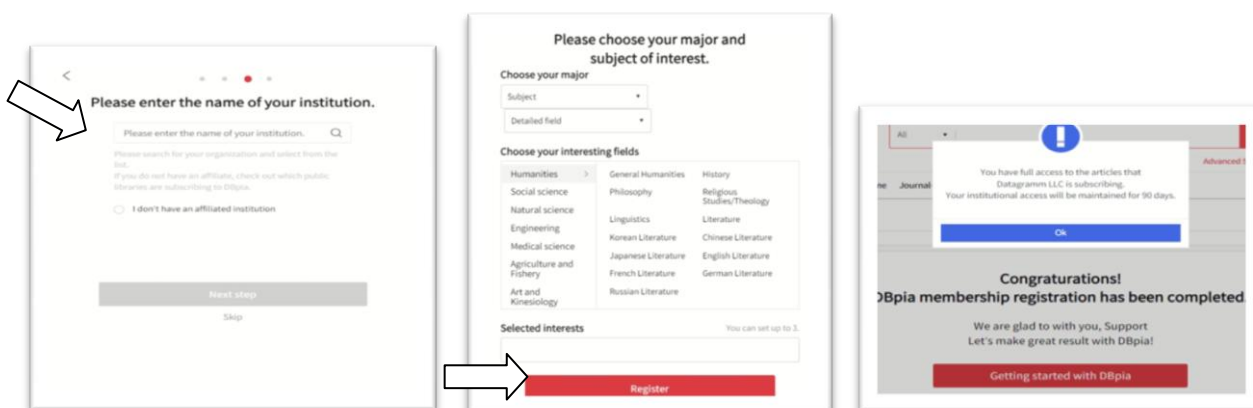 <
Please enter the name of your institution.
Please enter the name of your institution.
Please search for your organization and select from the
list.
If you do not have an affiliate, check out which public
libraries are subscribing to DBpia.
I don't have an affiliated institution
Next step
Skip
Please choose your major and
subject of interest.
Choose your major
Subject
Detailed field
Choose your interesting fields
Humanities > General Humanities History
Social science Philosophy Religious
Studies/Theology
Natural science
Engineering Linguistics Literature
Medical science Korean Literature Chinese Literature
Agriculture and
Fishery
Japanese Literature English Literature
French Literature German Literature
Art and
Kinesiology
Russian Literature
Selected interests You can set up to 3.
Register
All
Advanced
Journal
You have full access to the articles that
Datagramm LLC is subscribing.
Your institutional access will be maintained for 90 days.
Ok
Congraturations!
DBpia membership registration has been completed
We are glad to with you, Support
Let's make great result with DBpia!
Getting started with DBpia